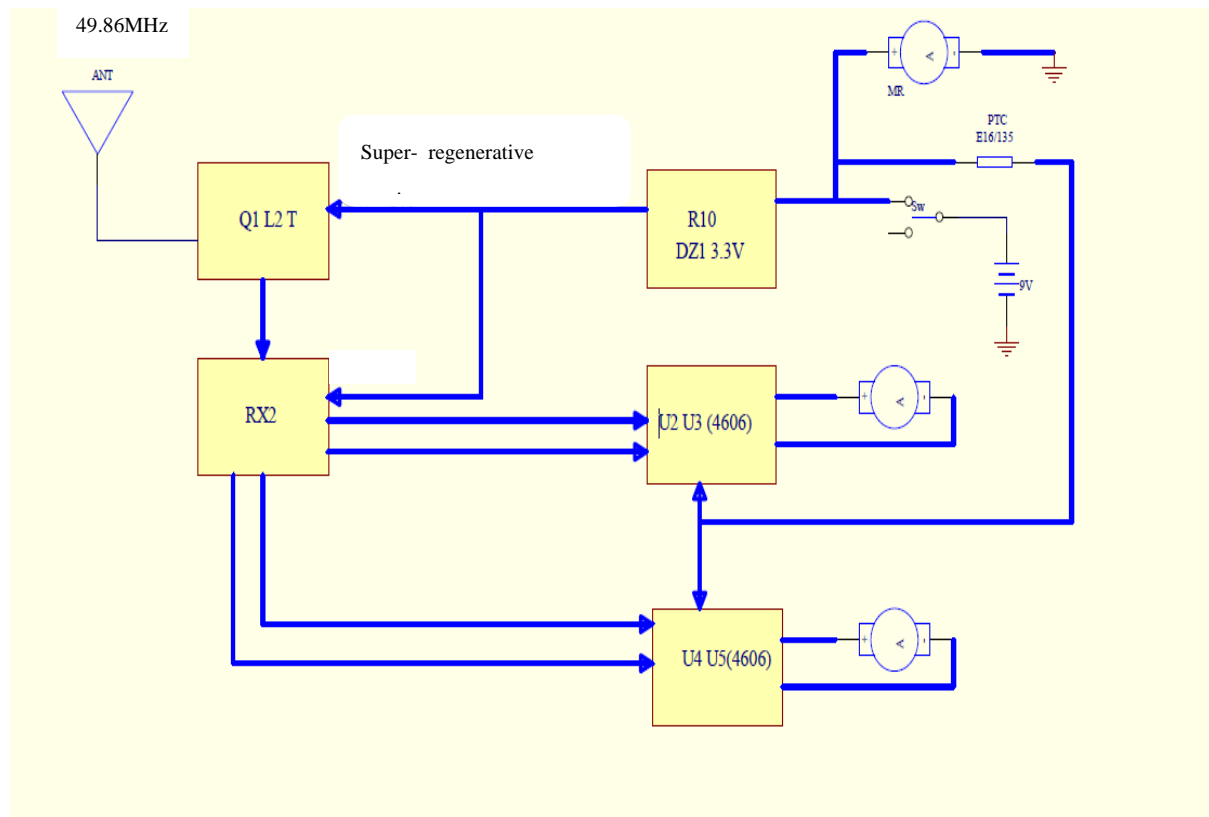 49.86MHz
ANT
Super- regenerative
Q1 L2 T
R10
DZ1 3.3V
+ A -
MR
PTC
E16/135
Sw
9V
RX2
U2 U3 (4606)
+ A -
U4 U5(4606)
+ A -